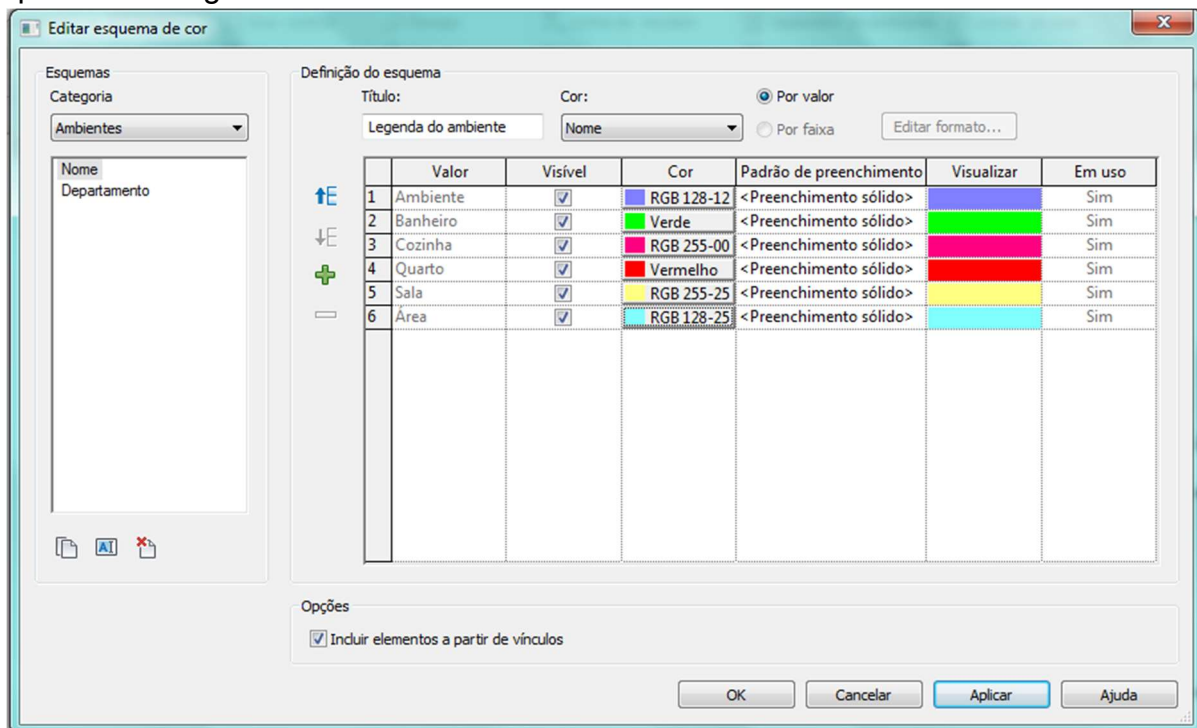 Editar esquema de cor
Esquemas
Categoria
Ambientes
Nome
Departamento
Definição do esquema
Título:
Legenda do ambiente
Cor:
Nome
Por valor
Por faixa
Editar formato...
Valor Visível Cor Padrão de preenchimento Visualizar Em uso
1 Ambiente RGB 128-12 <Preenchimento sólido> Sim
2 Banheiro Verde <Preenchimento sólido> Sim
3 Cozinha RGB 255-00 <Preenchimento sólido> Sim
4 Quarto Vermelho <Preenchimento sólido> Sim
5 Sala RGB 255-25 <Preenchimento sólido> Sim
6 Área RGB 128-25 <Preenchimento sólido> Sim
Opções
Incluir elementos a partir de vínculos
OK Cancelar Aplicar Ajuda